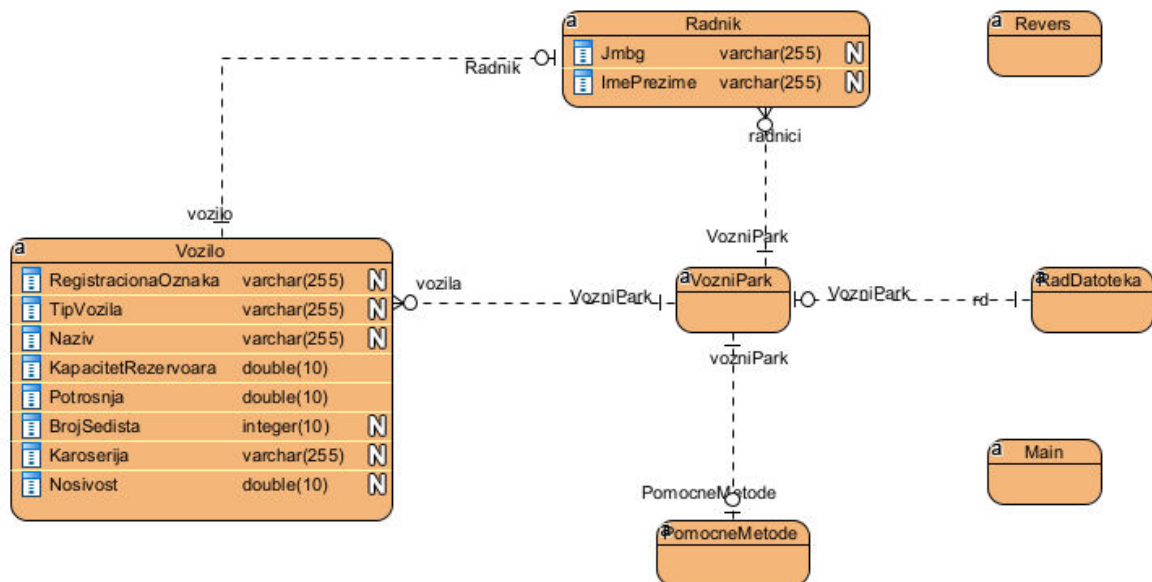 a
Radnik
Jmbg varchar(255) N
ImePrezime varchar(255) N
a
Revers
Radnik
radnici
vozilo
VozniPark
a
Vozilo
RegistracionaOznaka varchar(255) N
TipVozila varchar(255) N
Naziv varchar(255) N
KapacitetRezervoara double(10)
Potrosnja double(10)
BrojSedista integer(10) N
Karoserija varchar(255) N
Nosivost double(10) N
vozila
VozniPark
a
VozniPark
VozniPark
rd
a
RadDatoteka
vozniPark
a
Main
PomocneMetode
a
PomocneMetode